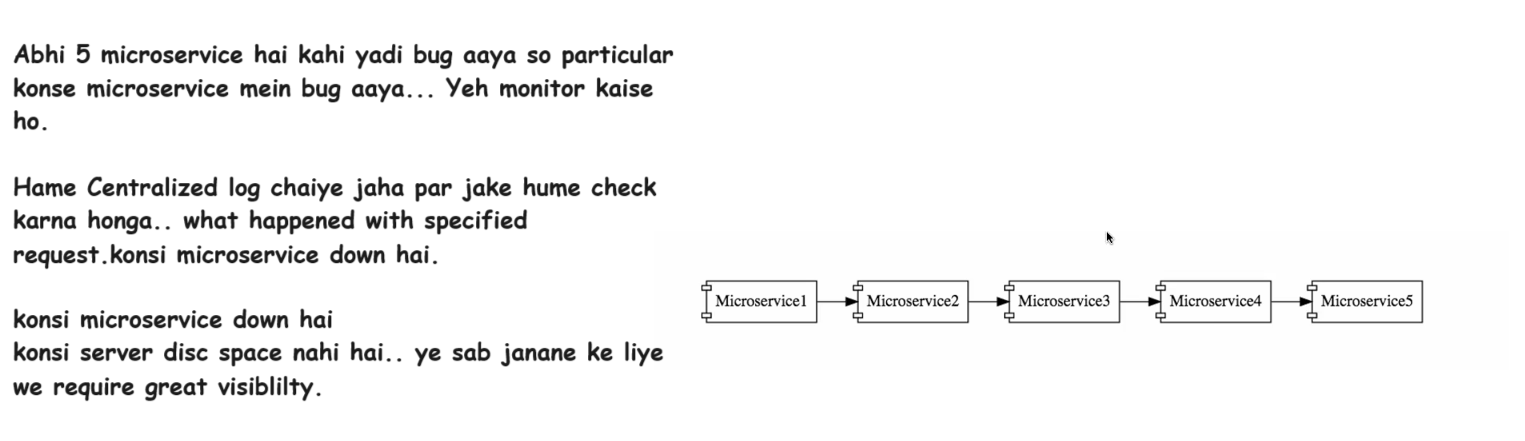 Abhi 5 microservice hai kahi yadi bug aaya so particular
konse microservice mein bug aaya... Yeh monitor kaise
ho.
Hame Centralized log chaiye jaha par jake hume check
karna honga.. what happened with specified
request.konsi microservice down hai.
konsi microservice down hai
konsi server disc space nahi hai.. ye sab janane ke liye
we require great visiblilty.
Microservice1
Microservice2
Microservice3
Microservice4
Microservice5